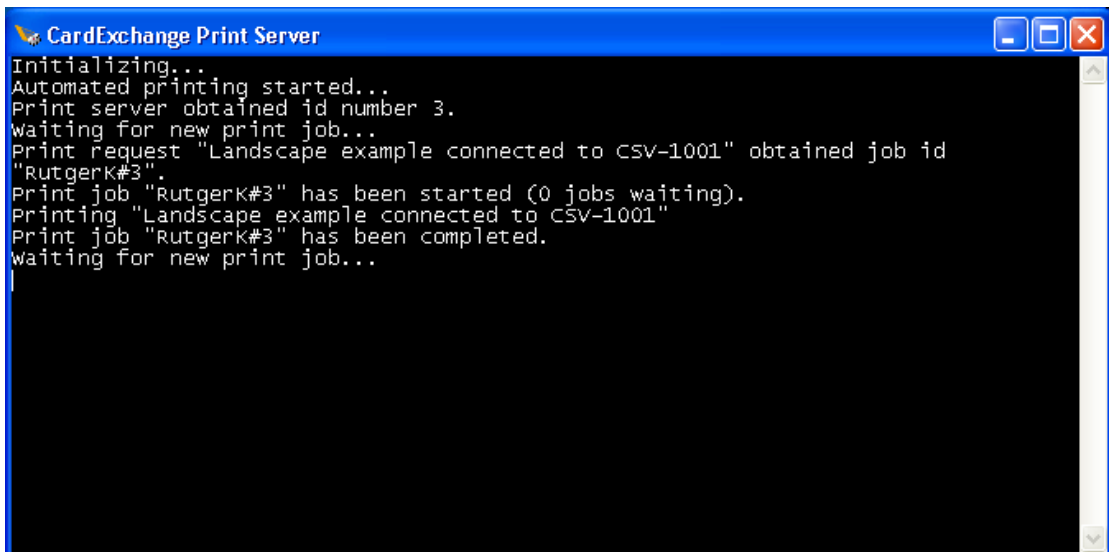 CardExchange Print Server
Initializing...
Automated printing started...
Print server obtained id number 3.
Waiting for new print job...
Print request "Landscape example connected to CSV-1001" obtained job id
"RutgerK#3".
Print job "RutgerK#3" has been started (0 jobs waiting).
Printing "Landscape example connected to CSV-1001"
Print job "RutgerK#3" has been completed.
Waiting for new print job...